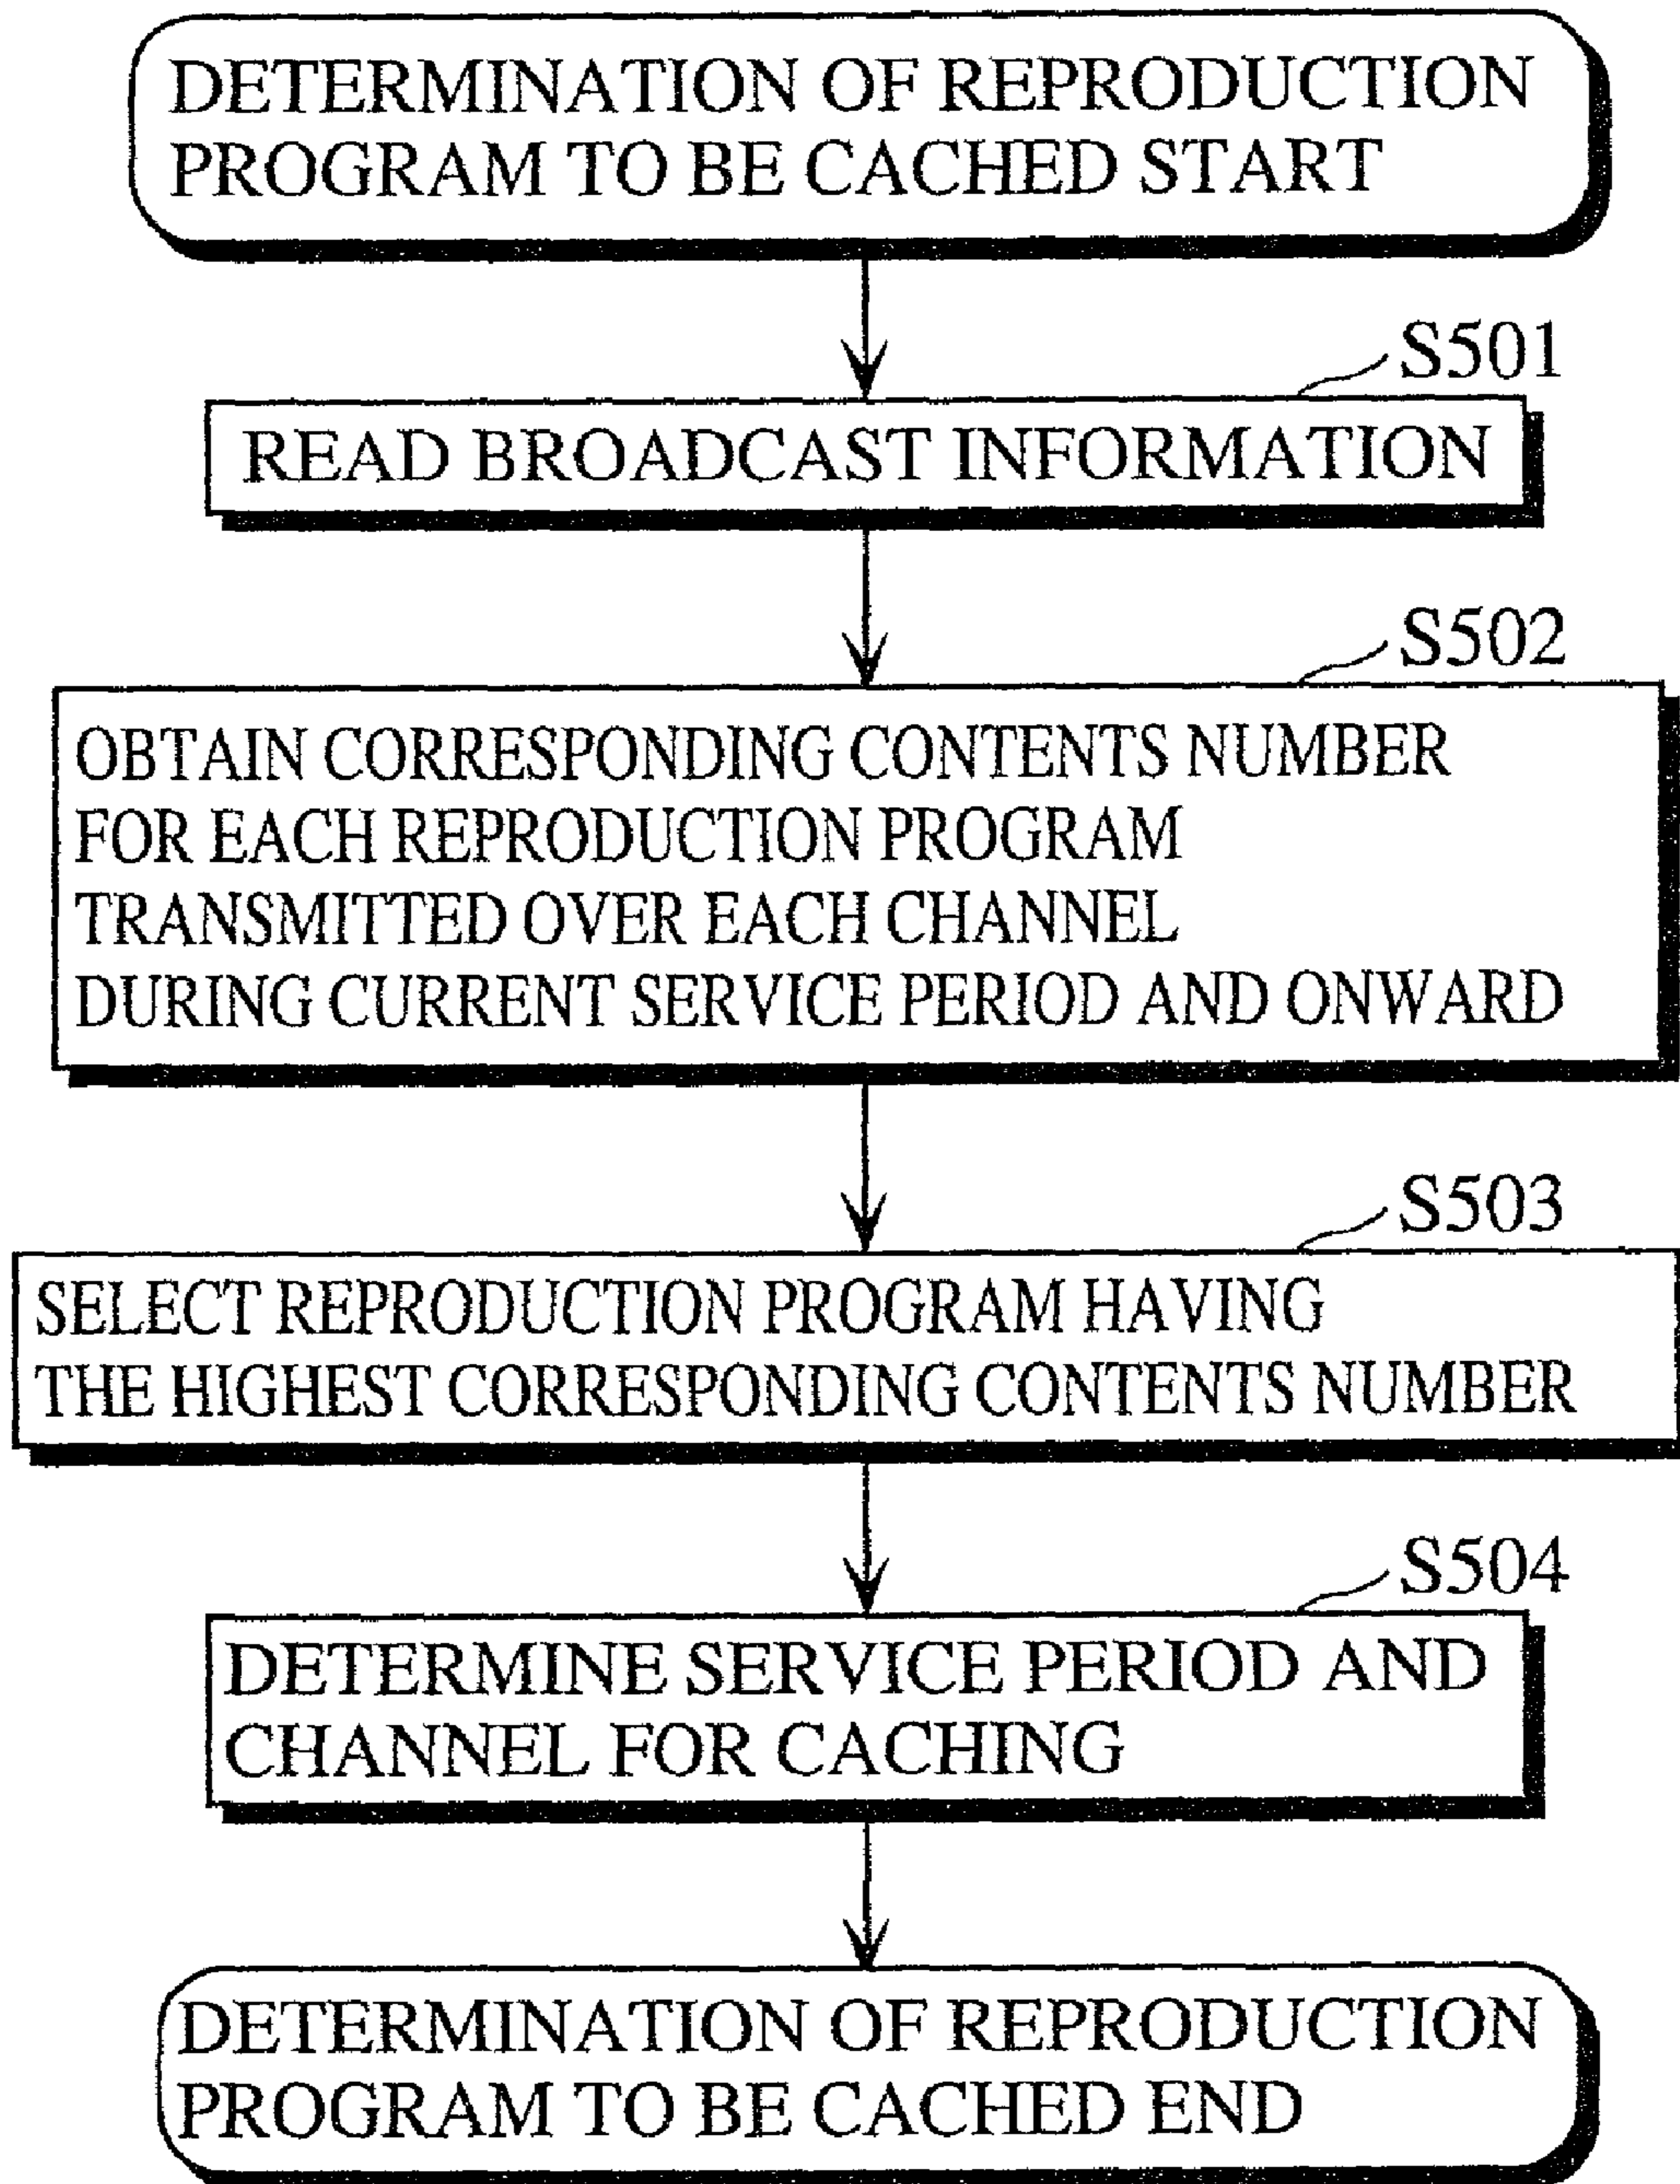 DETERMINATION OF REPRODUCTION
PROGRAM TO BE CACHED START
S501
READ BROADCAST INFORMATION
S502
OBTAIN CORRESPONDING CONTENTS NUMBER
FOR EACH REPRODUCTION PROGRAM
TRANSMITTED OVER EACH CHANNEL
DURING CURRENT SERVICE PERIOD AND ONWARD
S503
SELECT REPRODUCTION PROGRAM HAVING
THE HIGHEST CORRESPONDING CONTENTS NUMBER
S504
DETERMINE SERVICE PERIOD AND
CHANNEL FOR CACHING
DETERMINATION OF REPRODUCTION
PROGRAM TO BE CACHED END